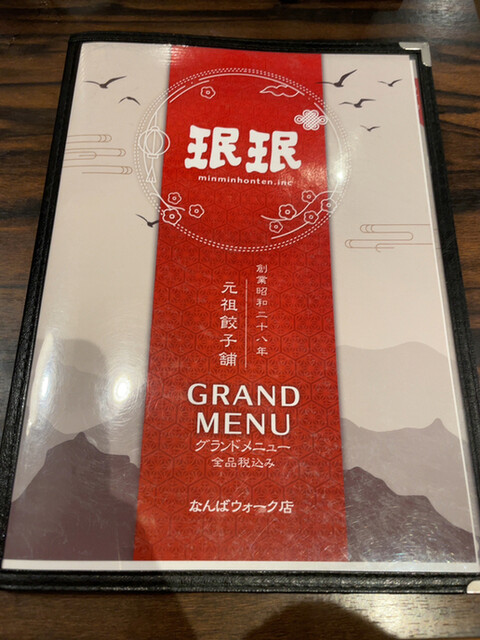 珉珉
minminhonten.inc
創業昭和二十八年
元祖餃子舗
GRAND
MENU
グランドメニュー
全品税込み
なんばウォーク店